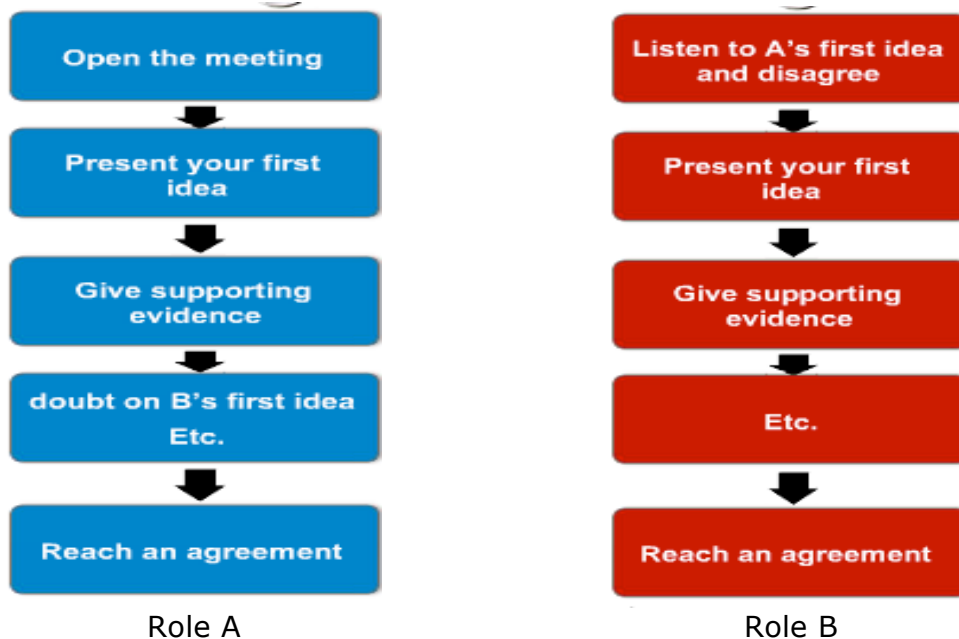 Open the meeting
Present your first
idea
Give supporting
evidence
doubt on B's first idea
Etc.
Reach an agreement
Role A
Listen to A's first idea
and disagree
Present your first
idea
Give supporting
evidence
Etc.
Reach an agreement
Role B